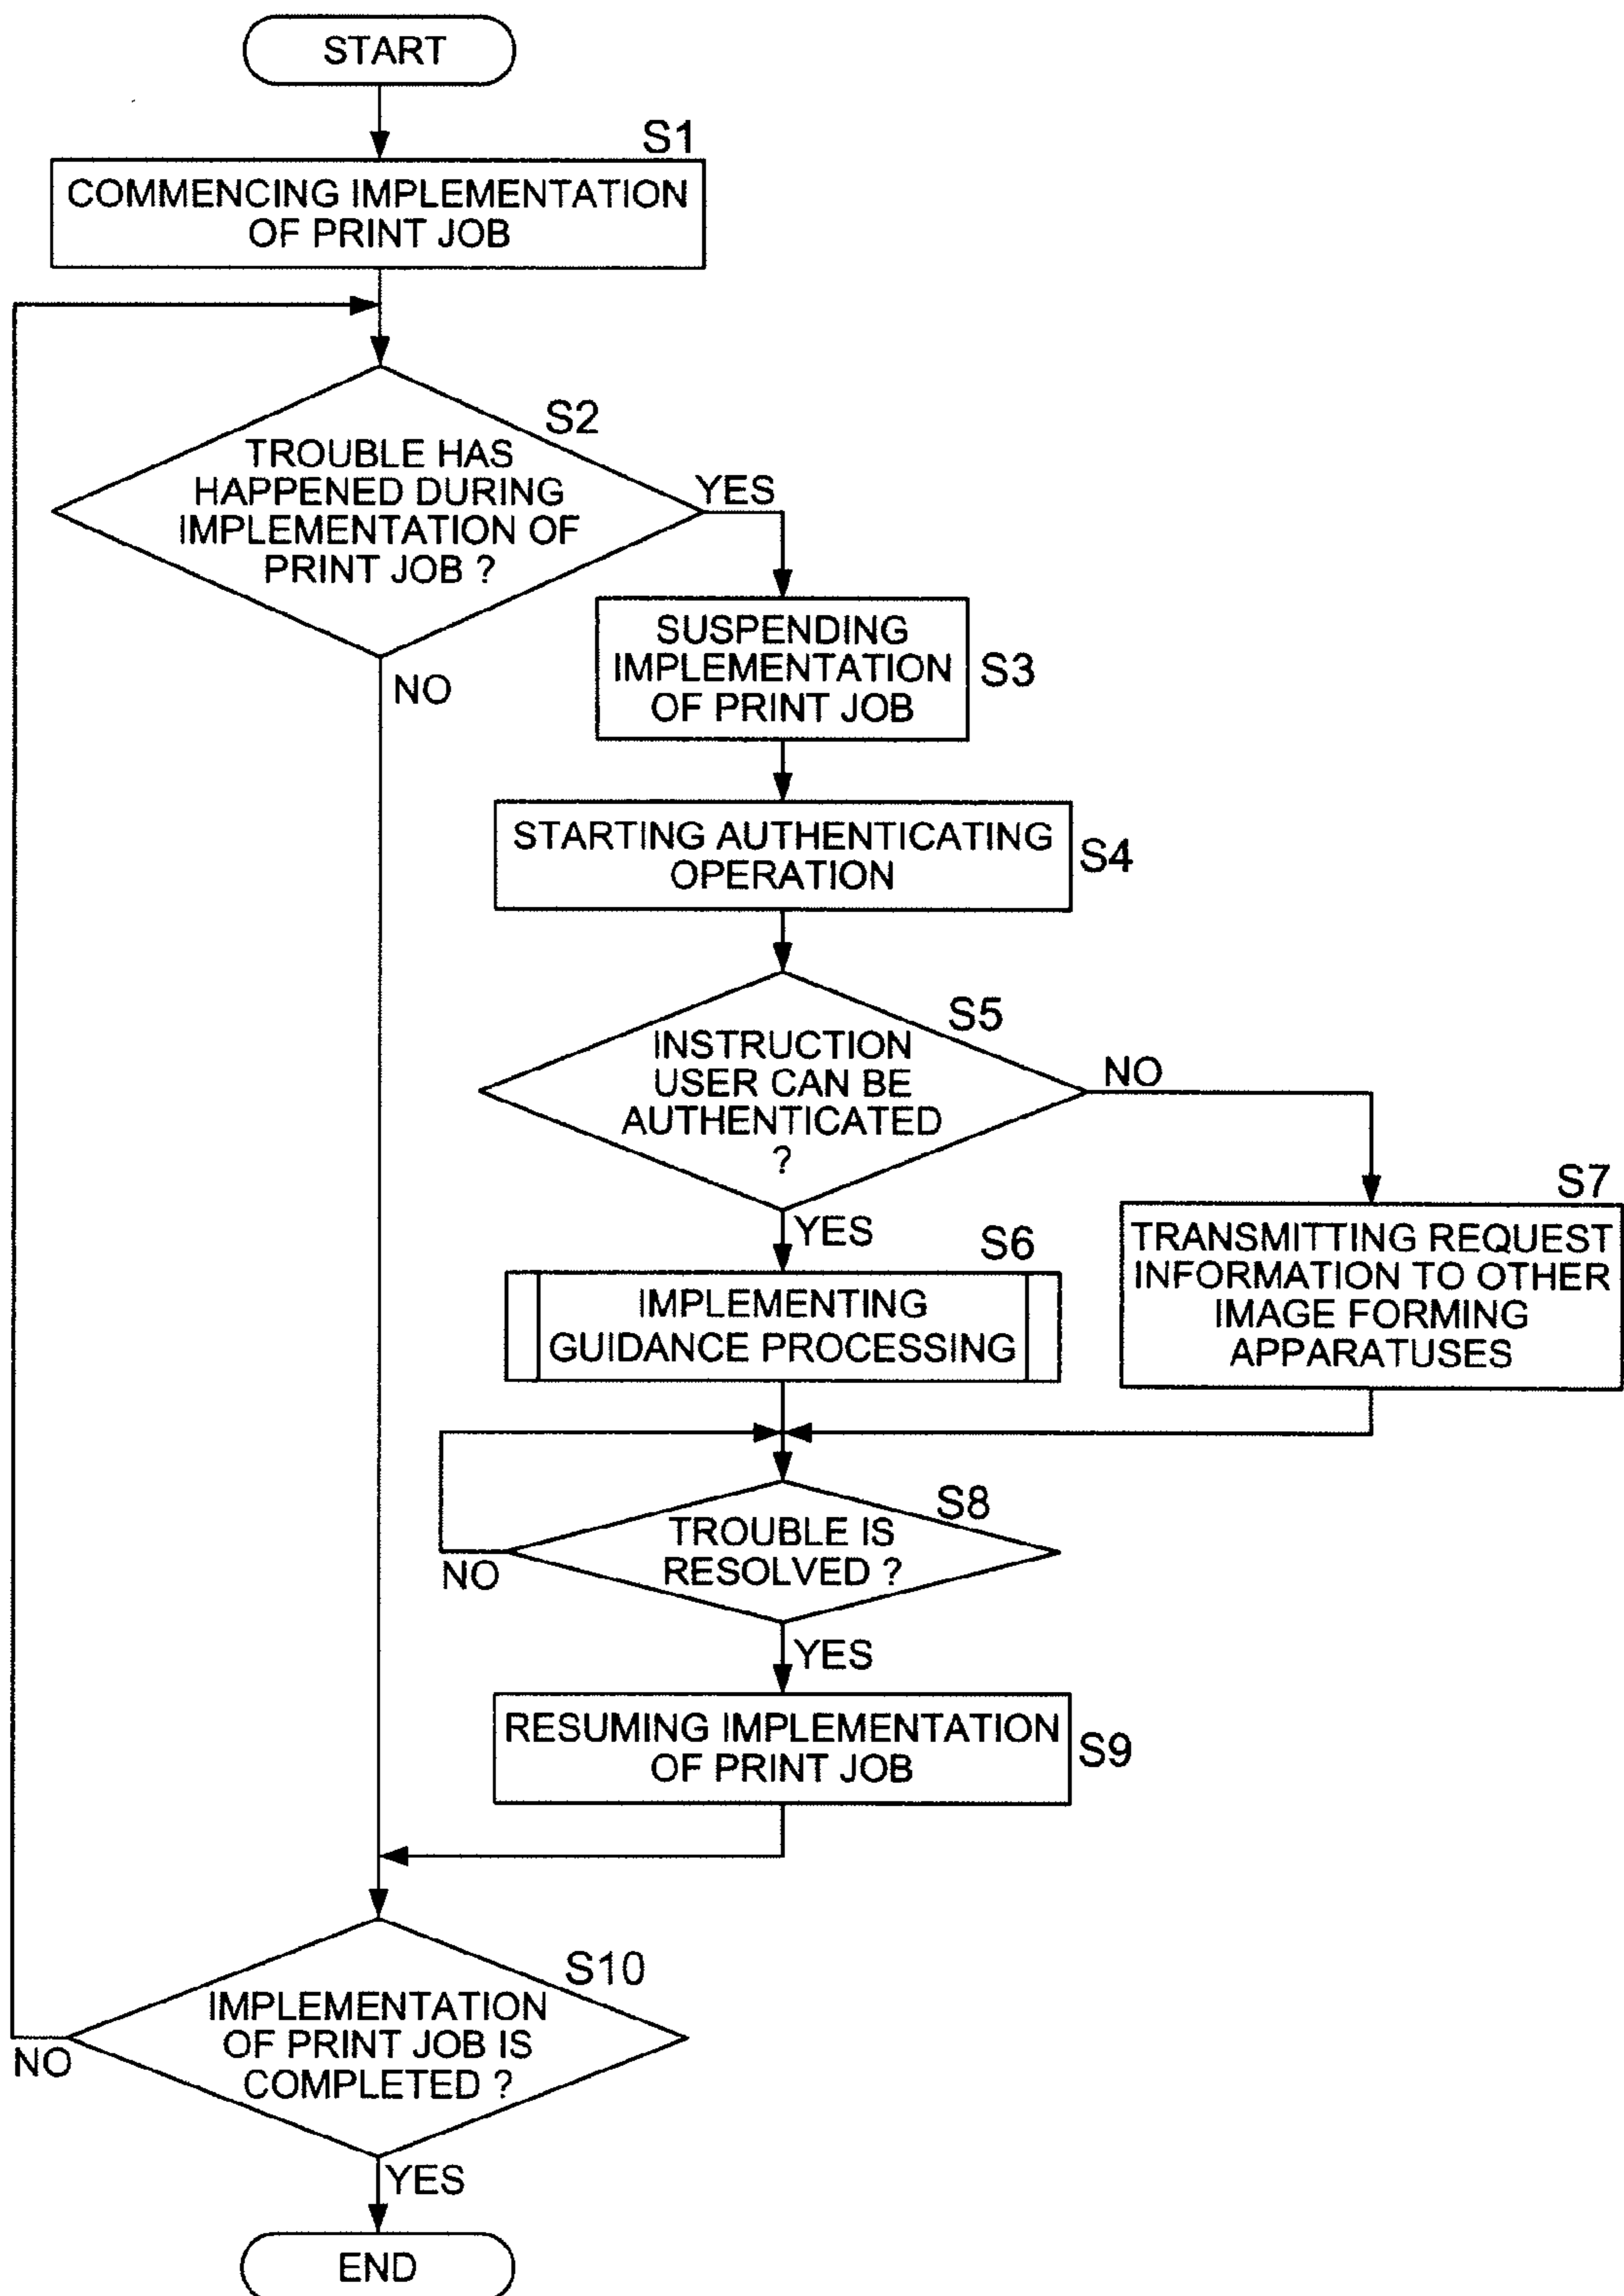 START
S1
COMMENCING IMPLEMENTATION
OF PRINT JOB
S2
TROUBLE HAS
HAPPENED DURING
IMPLEMENTATION OF
PRINT JOB ?
YES
NO
SUSPENDING
IMPLEMENTATION
OF PRINT JOB
S3
STARTING AUTHENTICATING
OPERATION
S4
S5
INSTRUCTION
USER CAN BE
AUTHENTICATED
?
NO
YES
S6
IMPLEMENTING
GUIDANCE PROCESSING
S7
TRANSMITTING REQUEST
INFORMATION TO OTHER
IMAGE FORMING
APPARATUSES
S8
TROUBLE IS
RESOLVED ?
NO
YES
RESUMING IMPLEMENTATION
OF PRINT JOB
S9
S10
IMPLEMENTATION
OF PRINT JOB IS
COMPLETED ?
NO
YES
END